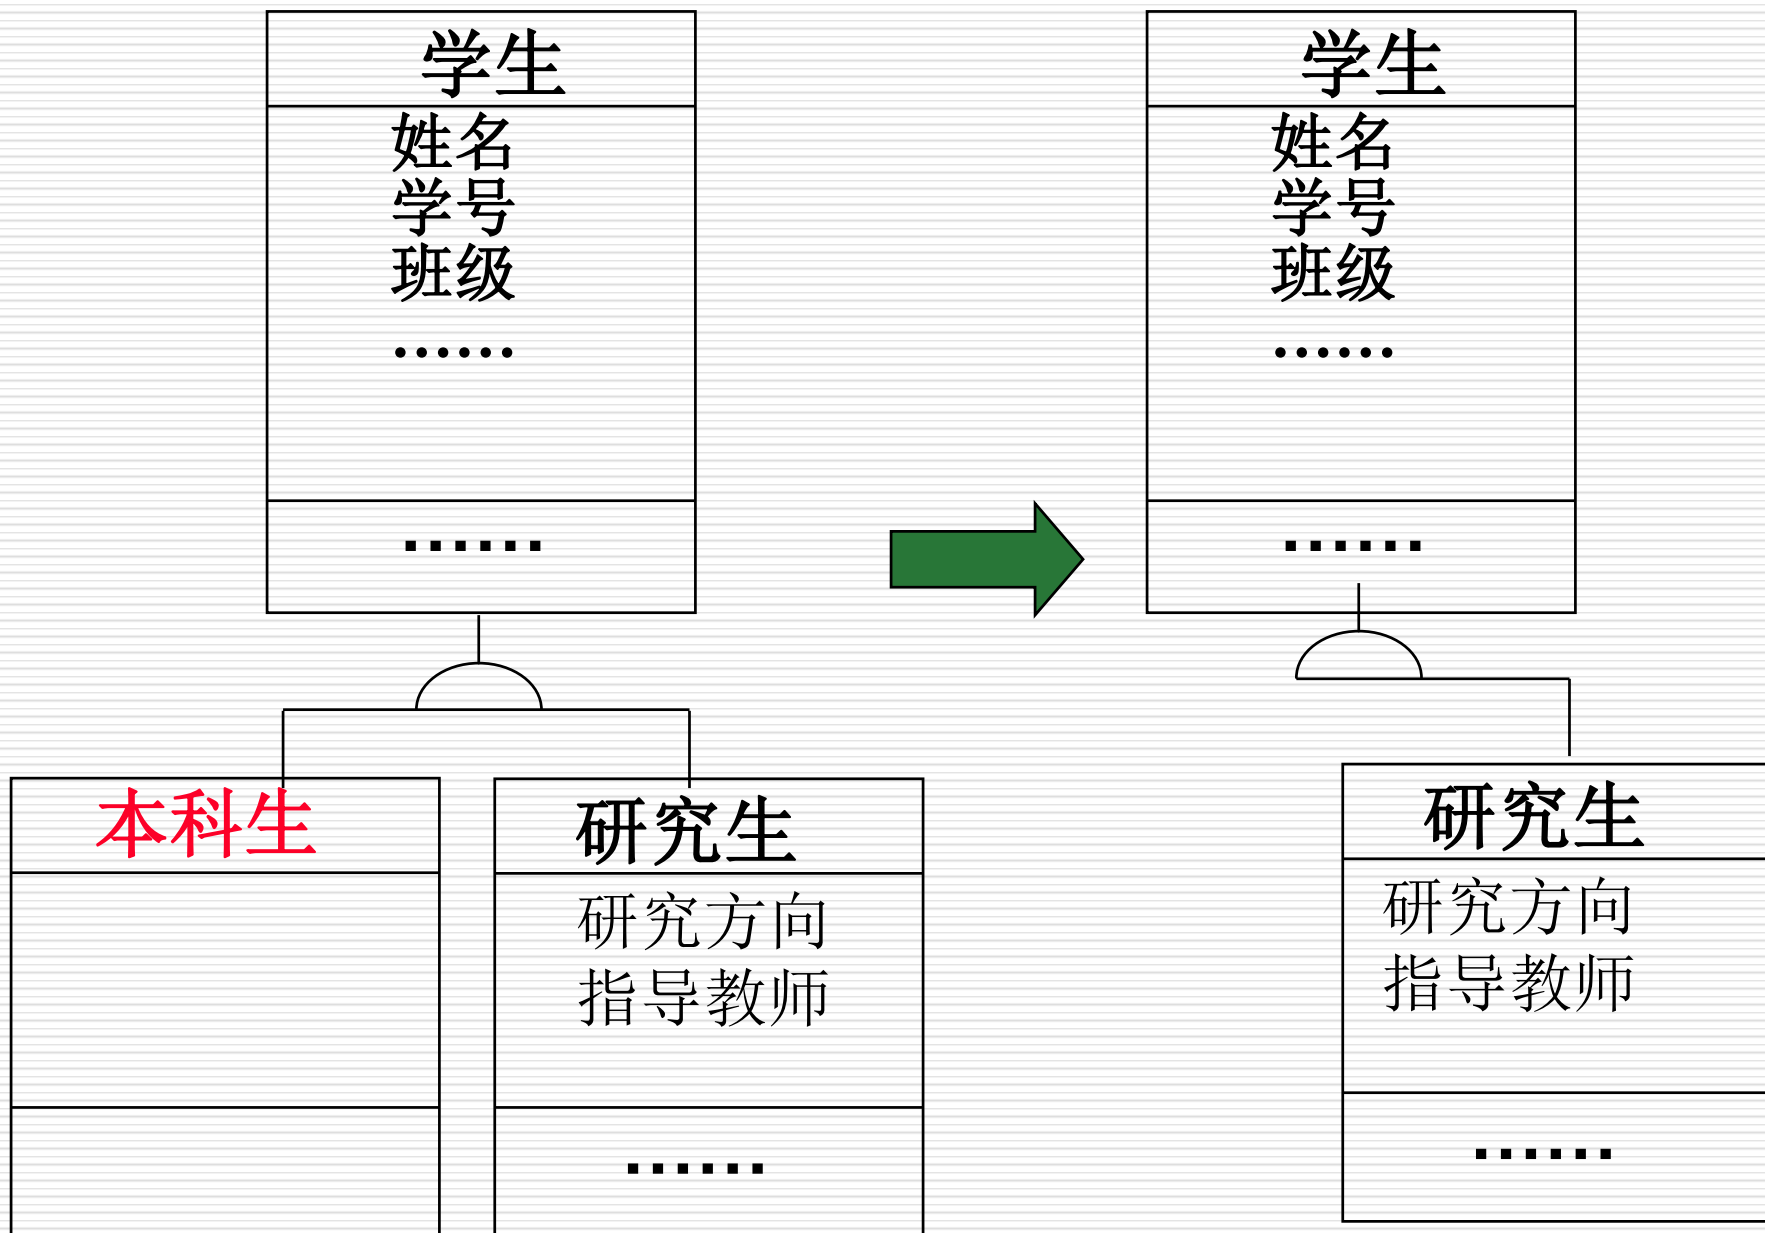 学生
姓名
学号
班级
……
……
本科生
研究生
研究方向
指导教师
……
学生
姓名
学号
班级
……
……
研究生
研究方向
指导教师
……